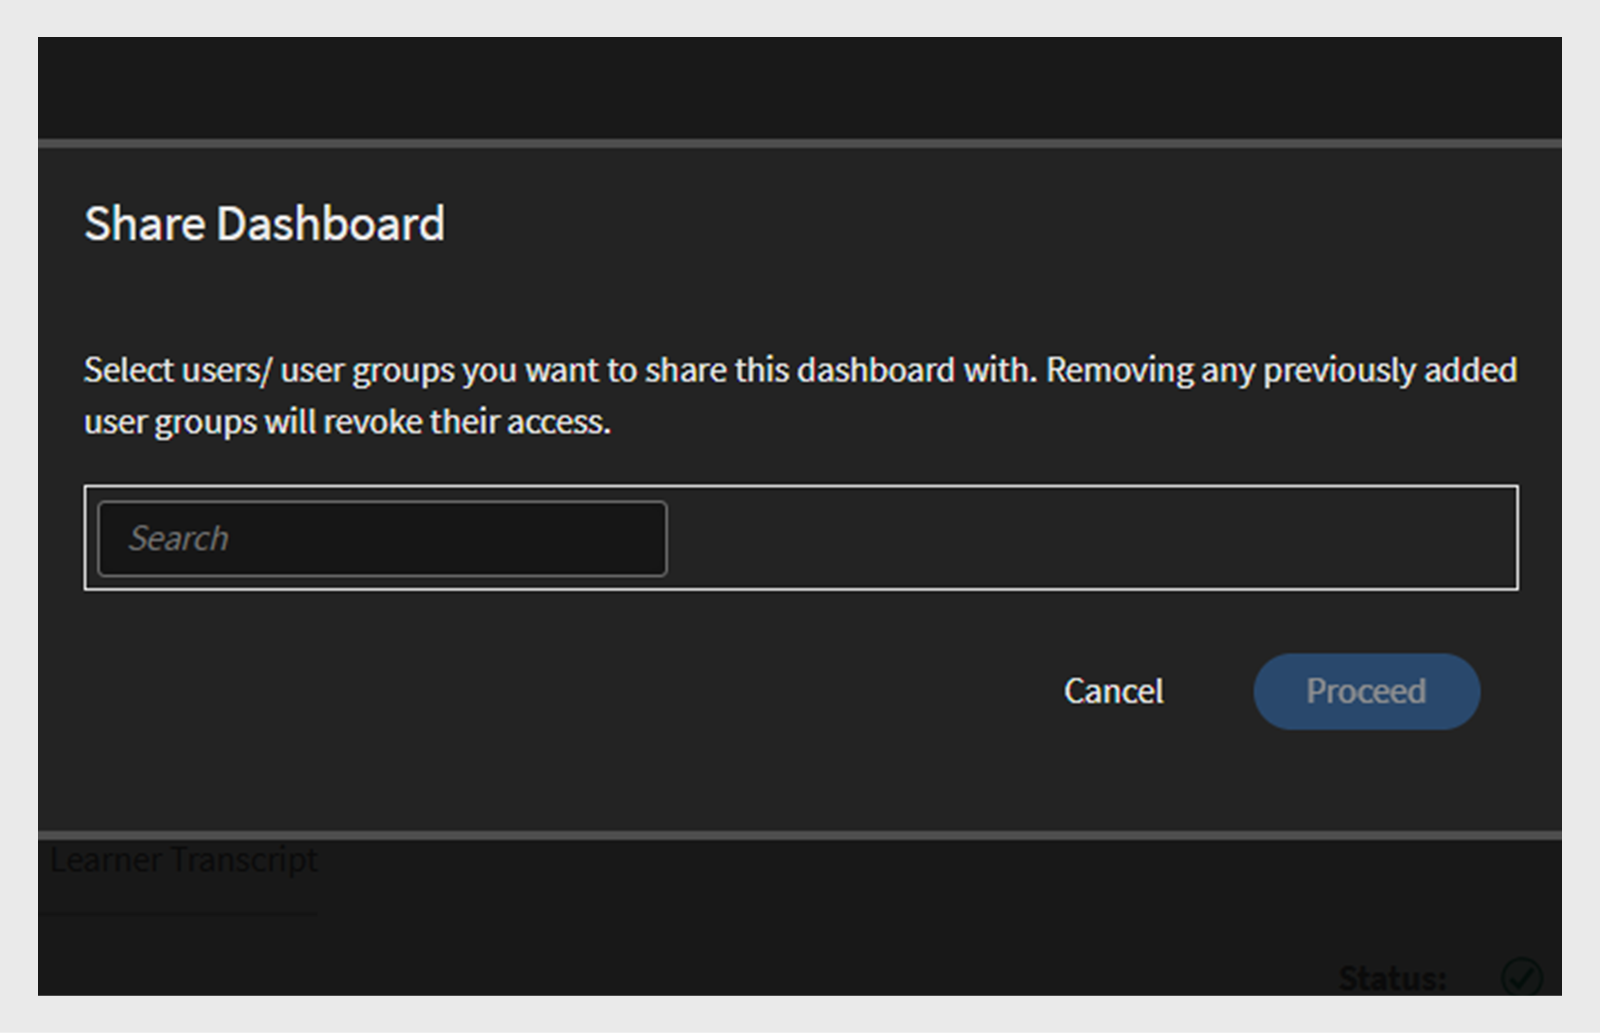 Share Dashboard
Select users/ user groups you want to share this dashboard with. Removing any previously added
user groups will revoke their access.
Search
Cancel
Proceed
Learner Transcript
Status: